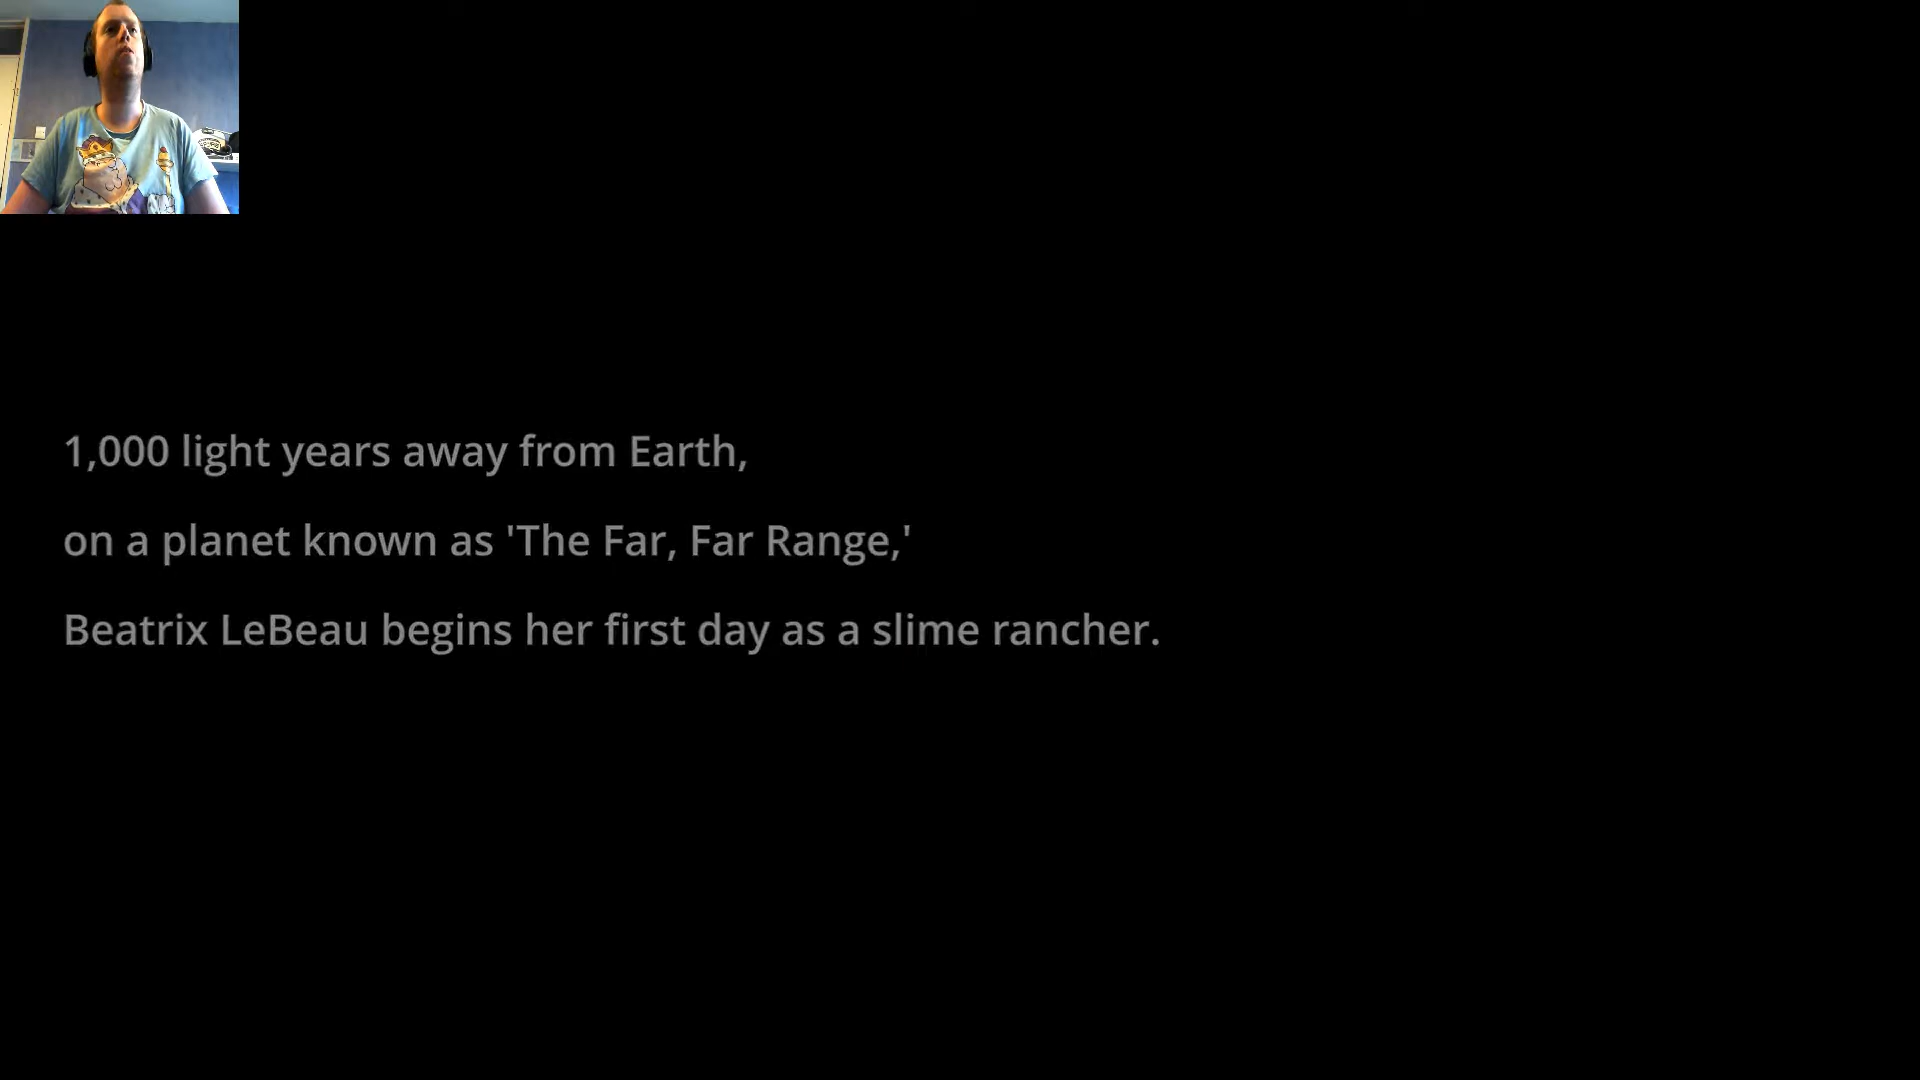 1,000 light years away from Earth,
on a planet known as 'The Far, Far Range,'
Beatrix LeBeau begins her first day as a slime rancher.